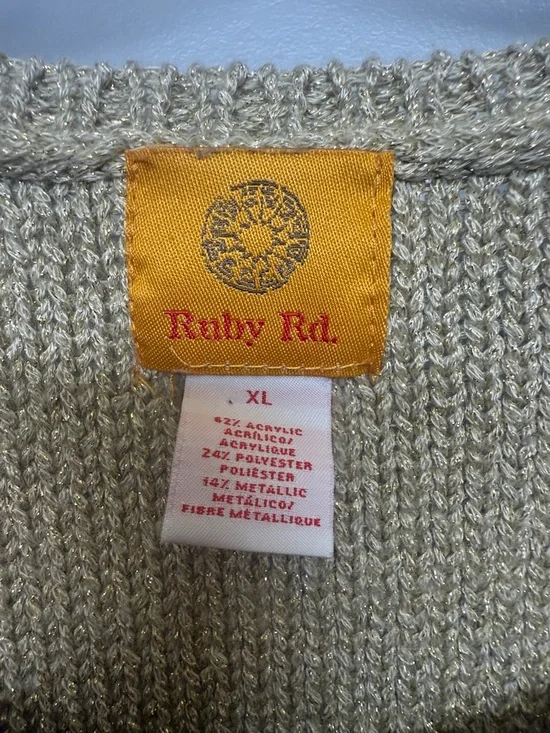 Ruby Rd.
XL
62% ACRYLIC
ACRÍLICO/
ACRYLIQUE
24% POLYESTER
POLIÉSTER
14% METALLIC
METÁLICO/
FIBRE MÉTALLIQUE